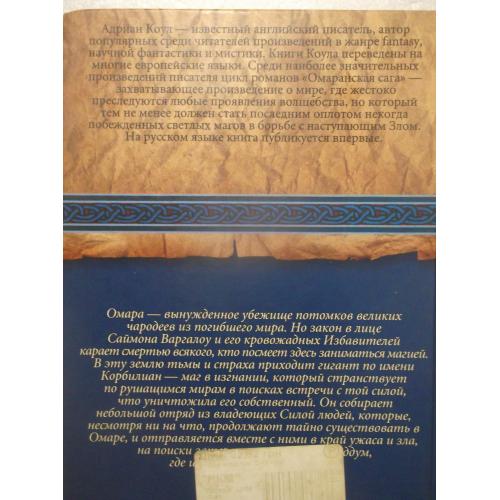 Адриан Коул — известный английский писатель, автор
популярных среди читателей произведений в жанре fantasy,
научной фантастики и мистики. Книги Коула переведены на
многие европейские языки. Среди наиболее значительных
произведений писателя цикл романов «Омаранская сага» —
захватывающее произведение о мире, где жестоко
преследуются любые проявления волшебства, но который
тем не менее должен стать последним оплотом некогда
побежденных светлых магов в борьбе с наступающим Злом.
На русском языке книга публикуется впервые.
Омара — вынужденное убежище потомков великих
чародеев из погибшего мира. Но закон в лице
Саймона Варгалоу и его кровожадных Избавителей
карает смертью всякого, кто посмеет здесь заниматься магией.
В эту землю тьмы и страха приходит гигант по имени
Корбилиан — маг в изгнании, который странствует
по рушащимся мирам в поисках встречи с той силой,
что уничтожила его собственный. Он собирает
небольшой отряд из владеющих Силой людей, которые,
несмотря ни на что, продолжают тайно существовать в
Омаре, и отправляется вместе с ними в край ужаса и зла,
на поиски
где и